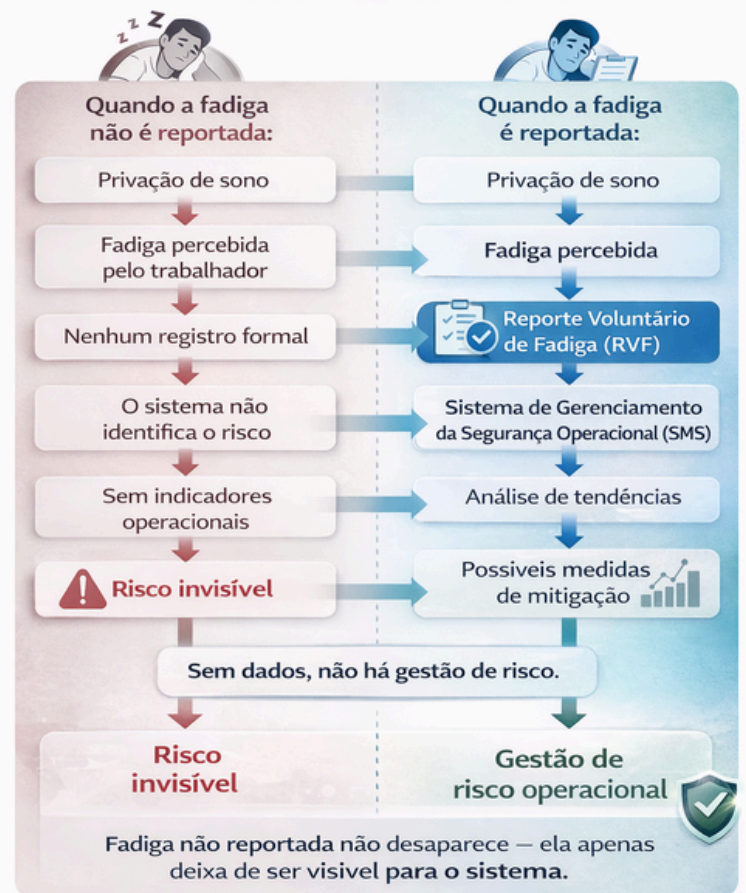 z z Z
Quando a fadiga
não é reportada:
Privação de sono
Fadiga percebida
pelo trabalhador
Nenhum registro formal
O sistema não
identifica o risco
Sem indicadores
operacionais
Risco invisível
Quando a fadiga
é reportada:
Privação de sono
Fadiga percebida
Reporte Voluntário
de Fadiga (RVF)
Sistema de Gerenciamento
da Segurança Operacional (SMS)
Análise de tendências
Possiveis medidas
de mitigação
Sem dados, não há gestão de risco.
Risco
invisível
Gestão de
risco operacional
Fadiga não reportada não desaparece — ela apenas
deixa de ser visivel para o sistema.